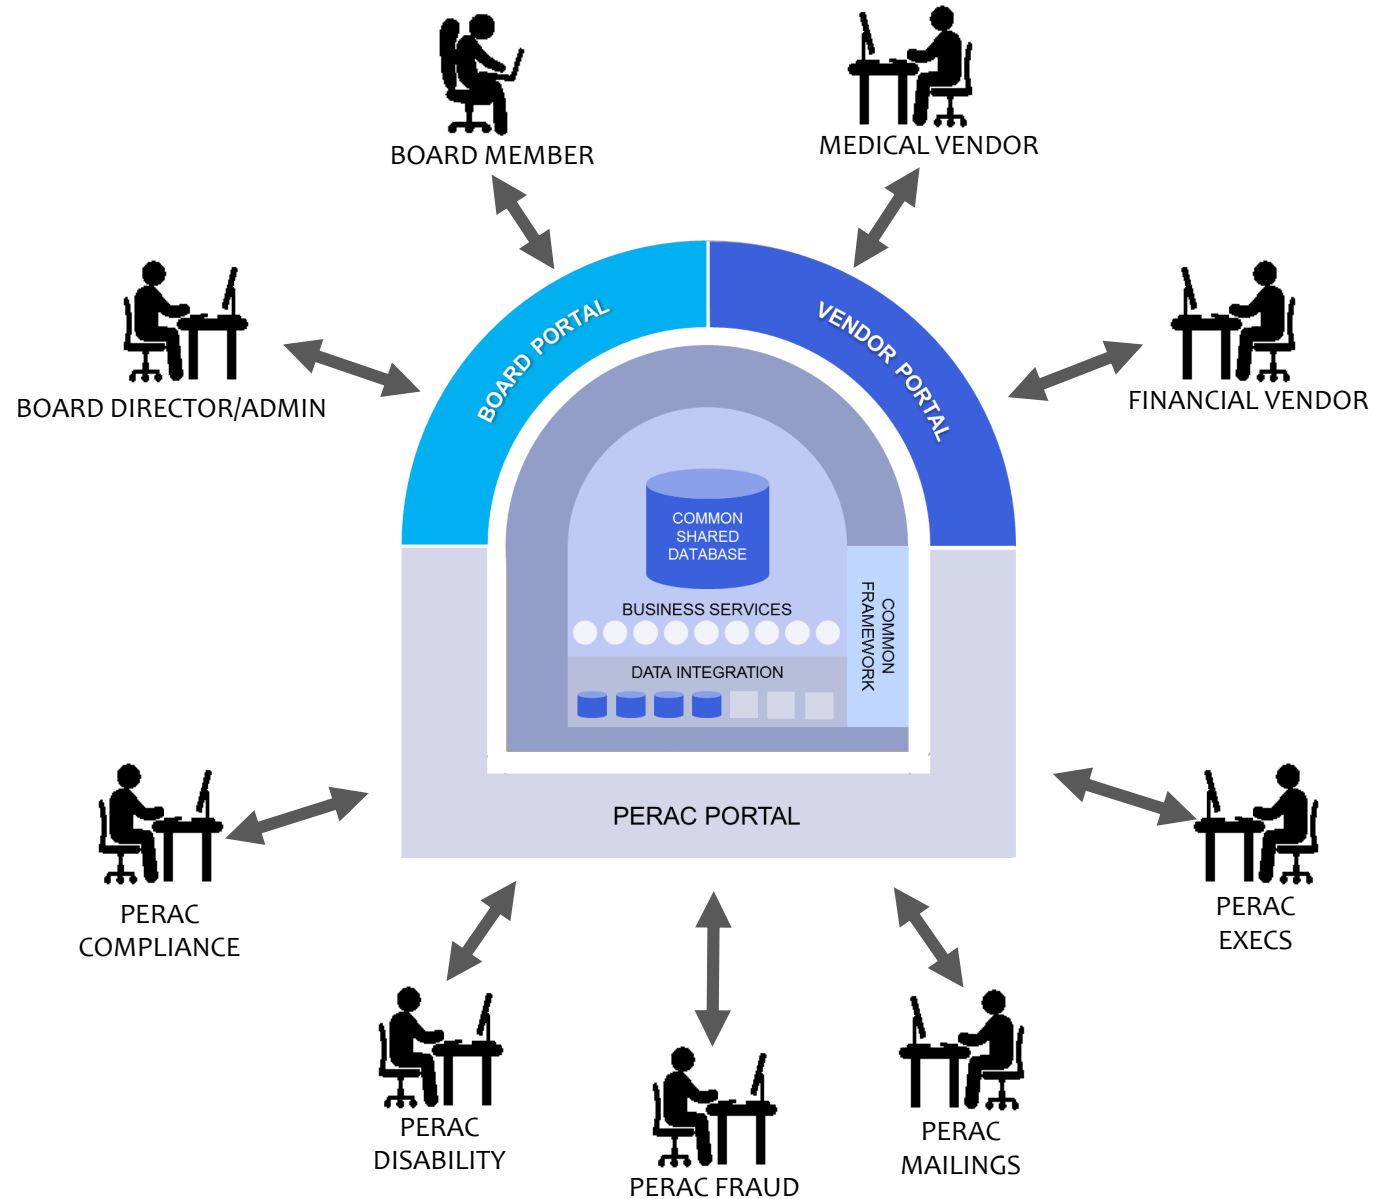 BOARD MEMBER
MEDICAL VENDOR
BOARD DIRECTOR/ADMIN
FINANCIAL VENDOR
BOARD PORTAL
VENDOR PORTAL
COMMON
SHARED
DATABASE
BUSINESS SERVICES
COMMON
FRAMEWORK
DATA INTEGRATION
PERAC PORTAL
PERAC
COMPLIANCE
PERAC
EXECS
PERAC
DISABILITY
PERAC FRAUD
PERAC
MAILINGS